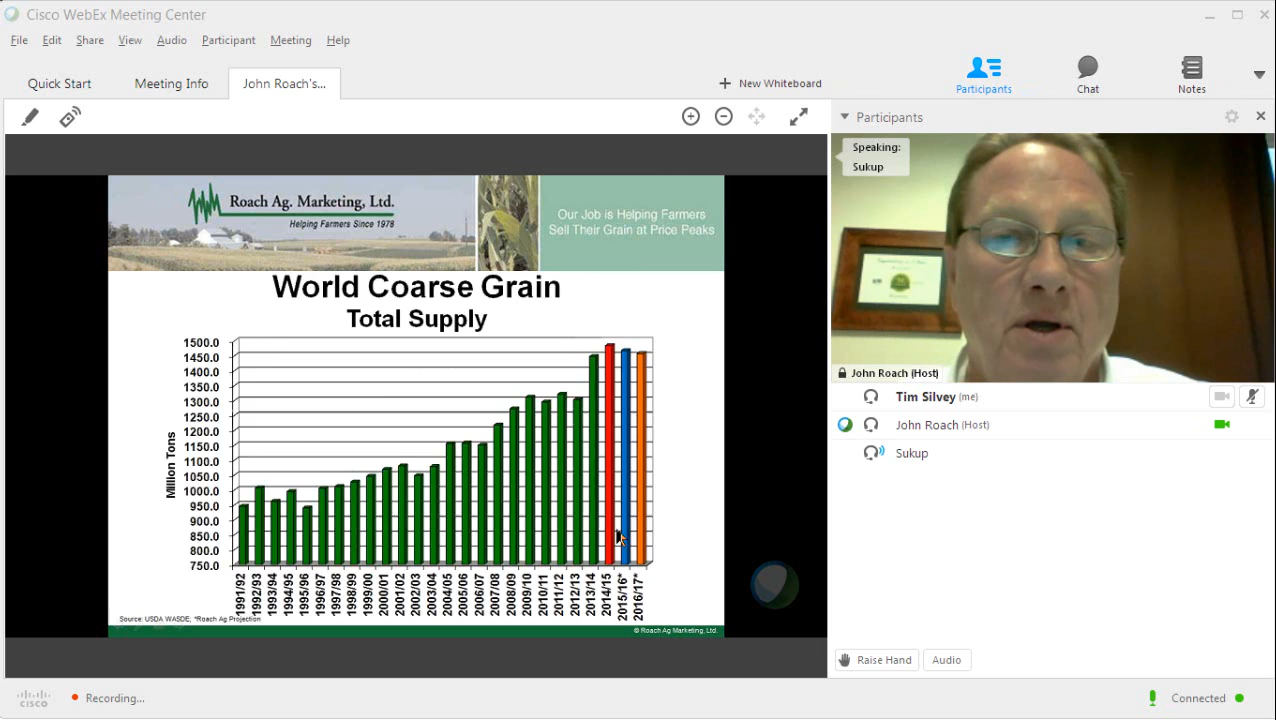 Cisco WebEx Meeting Center
File Edit Share View Audio Participant Meeting Help
Quick Start Meeting Info John Roach's... New Whiteboard
Participants Chat Notes
Participants
Speaking:
Sukup
John Roach (Host)
Tim Silvey (me)
John Roach (Host)
Sukup
Raise Hand Audio
Roach Ag. Marketing, Ltd.
Helping Farmers Since 1978
Our Job is Helping Farmers
Sell Their Grain at Price Peaks
World Coarse Grain
Total Supply
Million Tons
1500.0
1450.0
1400.0
1350.0
1300.0
1250.0
1200.0
1150.0
1100.0
1050.0
1000.0
950.0
900.0
850.0
800.0
750.0
1991/92
1992/93
1993/94
1994/95
1995/96
1996/97
1997/98
1998/99
1999/00
2000/01
2001/02
2002/03
2003/04
2004/05
2005/06
2006/07
2007/08
2008/09
2009/10
2010/11
2011/12
2012/13
2013/14
2014/15
2015/16*
2016/17*
Source: USDA WASDE; *Roach Ag Projection
© Roach Ag Marketing, Ltd.
cisco
Recording...
Connected